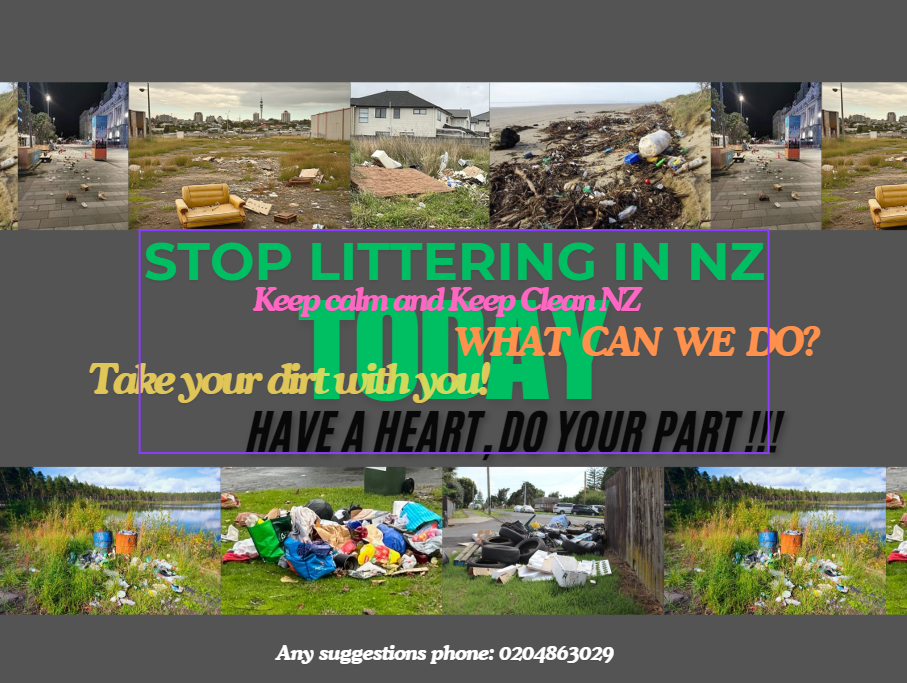 STOP LITTERING IN NZ
Keep calm and Keep Clean NZ
TODAY
WHAT CAN WE DO?
Take your dirt with you!
HAVE A HEART, DO YOUR PART !!!
Any suggestions phone: 0204863029